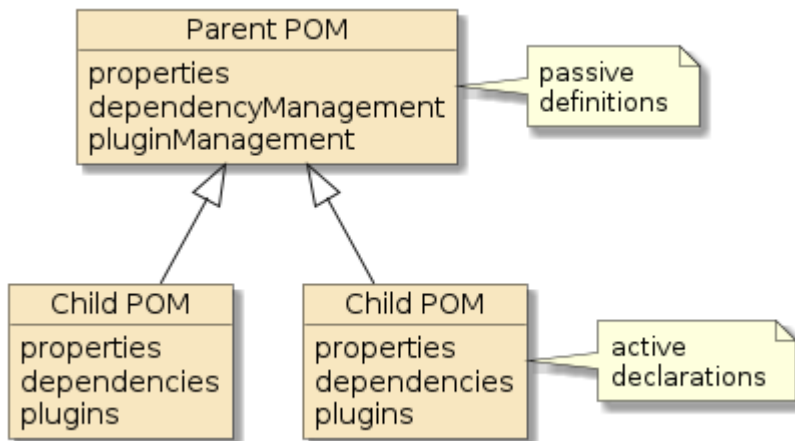 Parent POM
properties
dependencyManagement
pluginManagement
passive
definitions
Child POM
properties
dependencies
plugins
Child POM
properties
dependencies
plugins
active
declarations